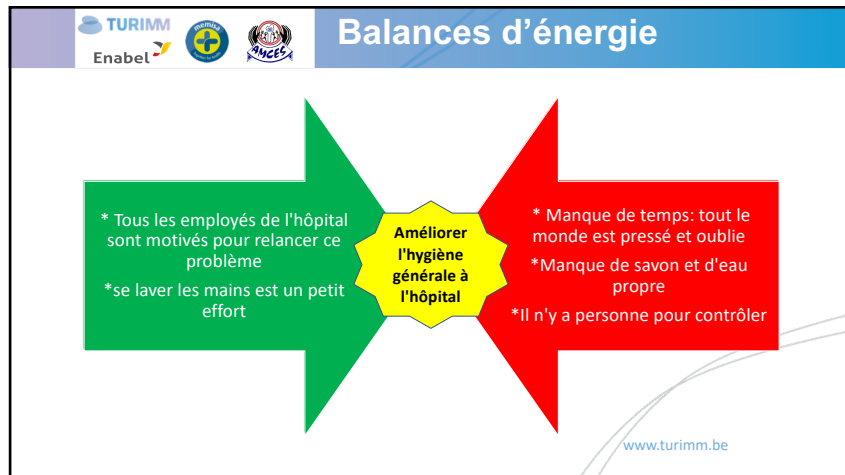 TURIMM
Enabel
memisa
AMCES
Balances d'énergie
* Tous les employés de l'hôpital
sont motivés pour relancer ce
problème
*se laver les mains est un petit
effort
Améliorer
l'hygiène
générale à
l'hôpital
* Manque de temps: tout le
monde est pressé et oublie
*Manque de savon et d'eau
propre
*Il n'y a personne pour contrôler
www.turimm.be